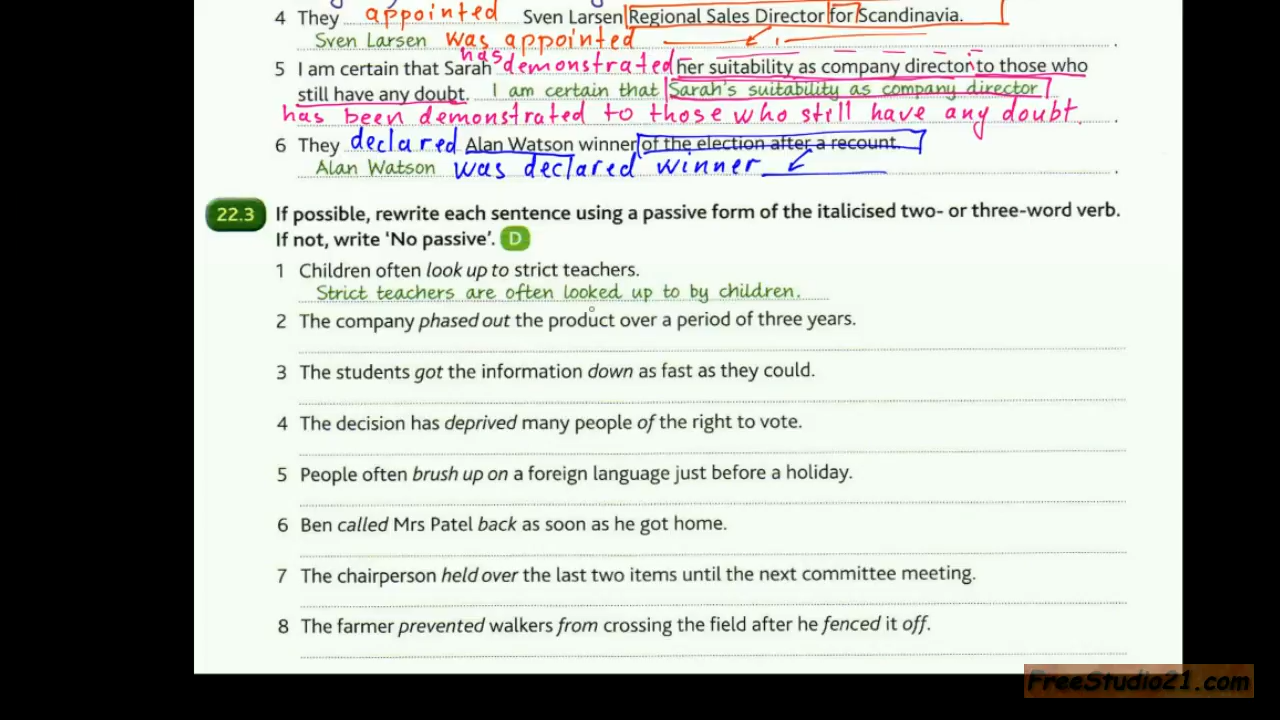 4 They appointed Sven Larsen Regional Sales Director for Scandinavia.
Sven Larsen was appointed .
5 I am certain that Sarah has demonstrated her suitability as company director to those who
still have any doubt. I am certain that Sarah's suitability as company director
has been demonstrated to those who still have any doubt.
6 They declared Alan Watson winner of the election after a recount.
Alan Watson was declared winner .
22.3 If possible, rewrite each sentence using a passive form of the italicised two- or three-word verb.
If not, write 'No passive'. D
1 Children often look up to strict teachers.
Strict teachers are often looked up to by children.
2 The company phased out the product over a period of three years.
3 The students got the information down as fast as they could.
4 The decision has deprived many people of the right to vote.
5 People often brush up on a foreign language just before a holiday.
6 Ben called Mrs Patel back as soon as he got home.
7 The chairperson held over the last two items until the next committee meeting.
8 The farmer prevented walkers from crossing the field after he fenced it off.
FreeStudio21.com